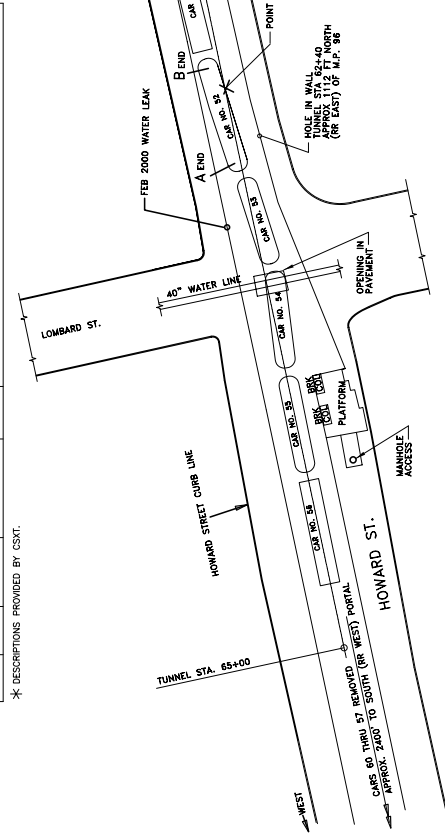 * DESCRIPTIONS PROVIDED BY CSXT.
CAR
B END
CAR NO. 52
A END
POINT
FEB 2000 WATER LEAK
HOLE IN WALL
TUNNEL STA 62+40
APPROX 1112 FT NORTH
(RR EAST) OF M.P. 96
CAR NO. 53
LOMBARD ST.
40" WATER LINE
CAR NO. 54
OPENING IN
PAVEMENT
CAR NO. 55
BRK
COL
BRK
COL
PLATFORM
MANHOLE
ACCESS
HOWARD STREET CURB LINE
CAR NO. 56
HOWARD ST.
TUNNEL STA. 65+00
CARS 60 THRU 57 REMOVED
APPROX. 2400' TO SOUTH (RR WEST) PORTAL
WEST